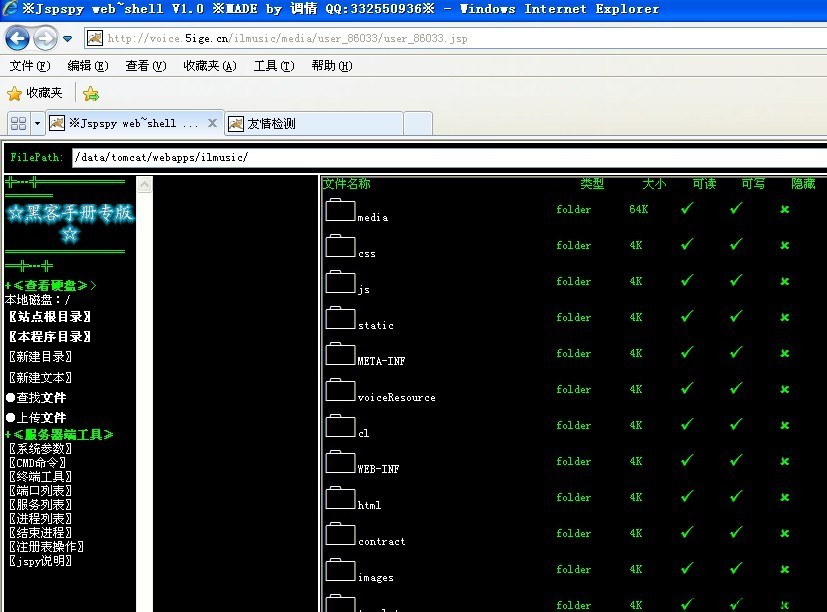 ※Jspspy web~shell V1.0 ※MADE by 调情 QQ:332550936※ - Windows Internet Explorer
http://voice.5ige.cn/ilmusic/media/user_86033/user_86033.jsp
文件(F) 编辑(E) 查看(V) 收藏夹(A) 工具(T) 帮助(H)
收藏夹
※Jspspy web~shell ... 友情检测
FilePath: /data/tomcat/webapps/ilmusic/
☆黑客手册专版
☆
+≪查看硬盘≫>
本地磁盘：/
〖站点根目录〗
〖本程序目录〗
〖新建目录〗
〖新建文本〗
●查找文件
●上传文件
+≪服务器端工具≫
〖系统参数〗
〖CMD命令〗
〖终端工具〗
〖端口列表〗
〖服务列表〗
〖进程列表〗
〖结束进程〗
〖注册表操作〗
〖jspy说明〗
文件名称 类型 大小 可读 可写 隐藏
media folder 64K ✓ ✓ ×
css folder 4K ✓ ✓ ×
js folder 4K ✓ ✓ ×
static folder 4K ✓ ✓ ×
META-INF folder 4K ✓ ✓ ×
voiceResource folder 4K ✓ ✓ ×
cl folder 4K ✓ ✓ ×
WEB-INF folder 4K ✓ ✓ ×
html folder 4K ✓ ✓ ×
contract folder 4K ✓ ✓ ×
images folder 4K ✓ ✓ ×
folder 4K ✓ ✓ ×